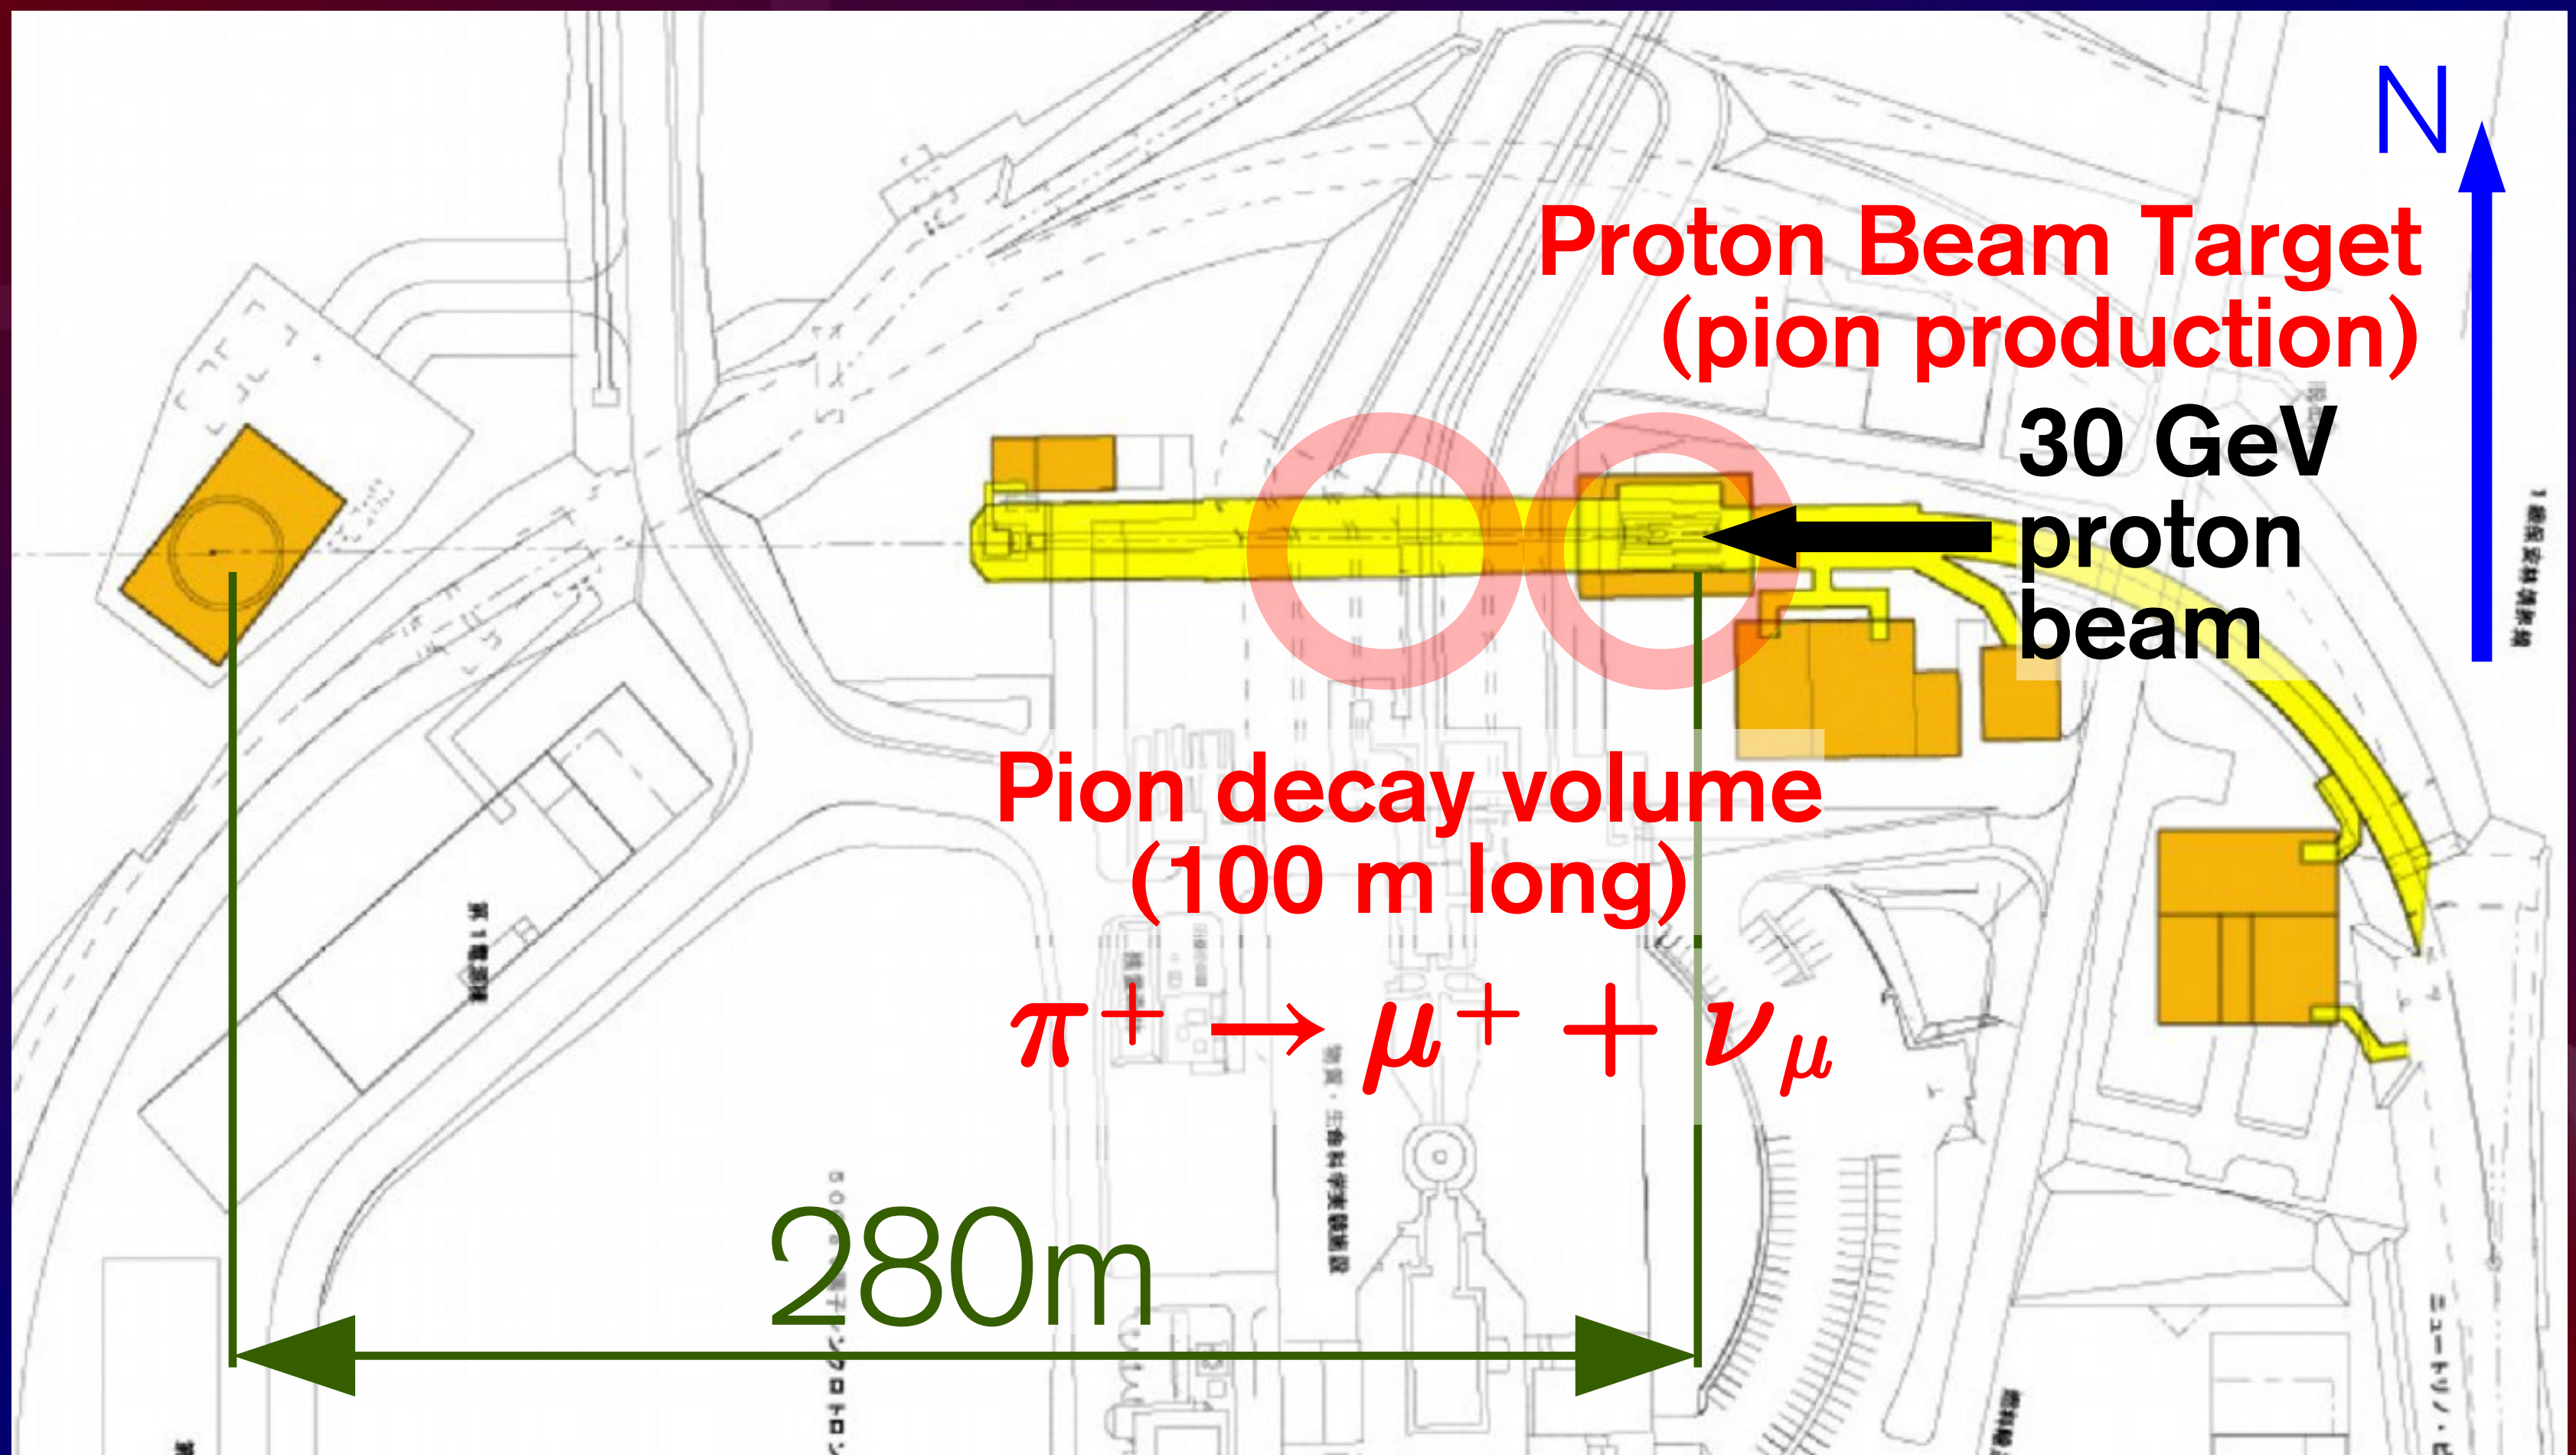 N
Proton Beam Target
(pion production)
30 GeV
proton
beam
Pion decay volume
(100 m long)
π⁺ → μ⁺ + ν_μ
280m